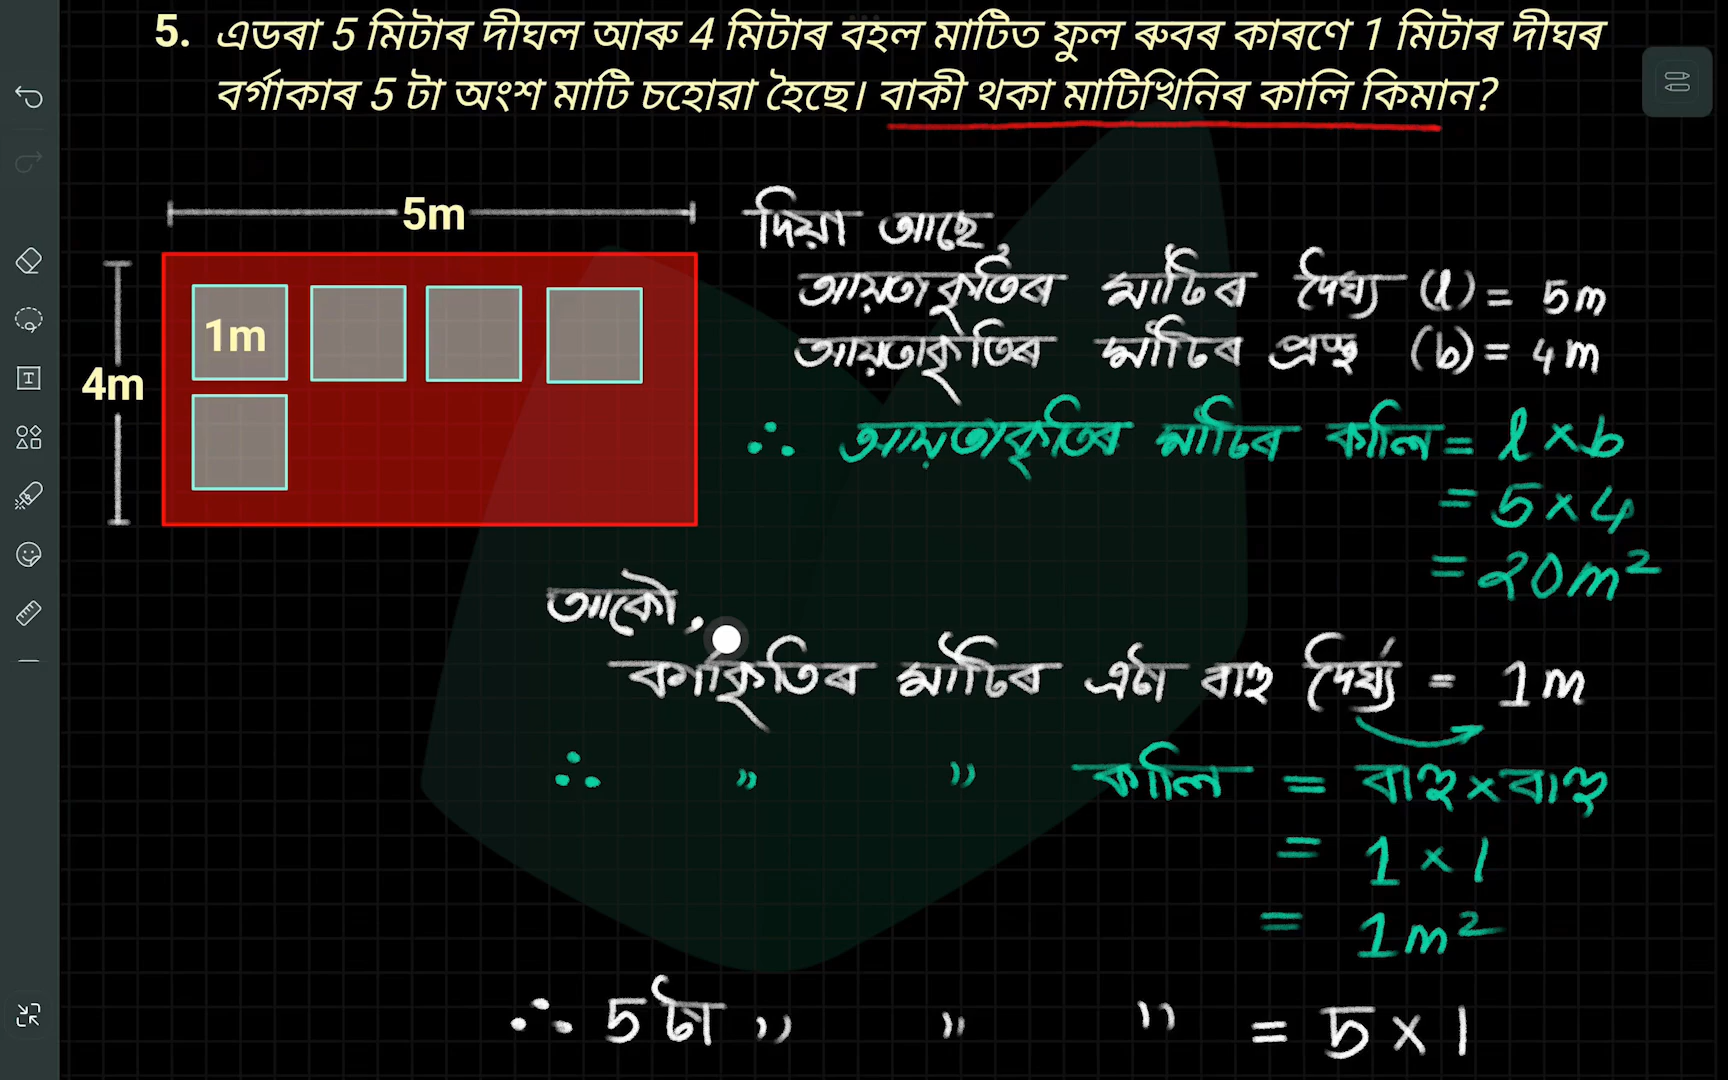 5. এডৰা 5 মিটাৰ দীঘল আৰু 4 মিটাৰ বহল মাটিত ফুল ৰুবৰ কাৰণে 1 মিটাৰ দীঘৰ
বৰ্গাকাৰ 5 টা অংশ মাটি চহোৱা হৈছে। বাকী থকা মাটিখিনিৰ কালি কিমান?
5m
4m
1m
দিয়া আছে,
আয়তাকৃতিৰ মাটিৰ দৈৰ্ঘ্য (l) = 5m
আয়তাকৃতিৰ মাটিৰ প্ৰস্থ (b) = 4m
∴ আয়তাকৃতিৰ মাটিৰ কালি = l × b
= 5 × 4
= 20m²
আকৌ,
বৰ্গাকৃতিৰ মাটিৰ এটা বাহু দৈৰ্ঘ্য = 1m
∴ " " কালি = বাহু × বাহু
= 1 × 1
= 1m²
∴ 5 টা " " " = 5 × 1